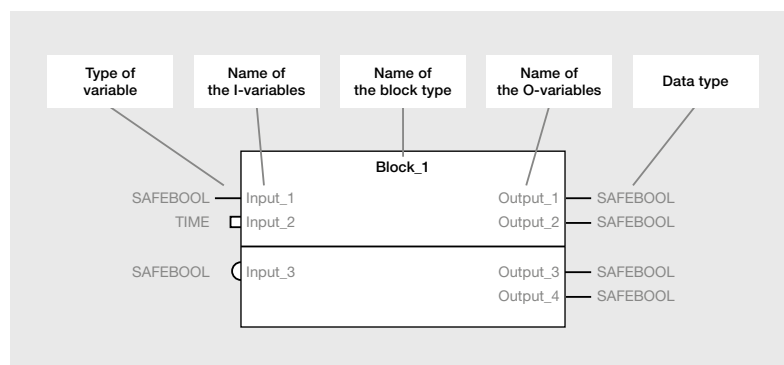 Type of
variable
Name of
the I-variables
Name of
the block type
Name of
the O-variables
Data type
Block_1
SAFEBOOL Input_1 Output_1 SAFEBOOL
TIME Input_2 Output_2 SAFEBOOL
SAFEBOOL Input_3 Output_3 SAFEBOOL
Output_4 SAFEBOOL